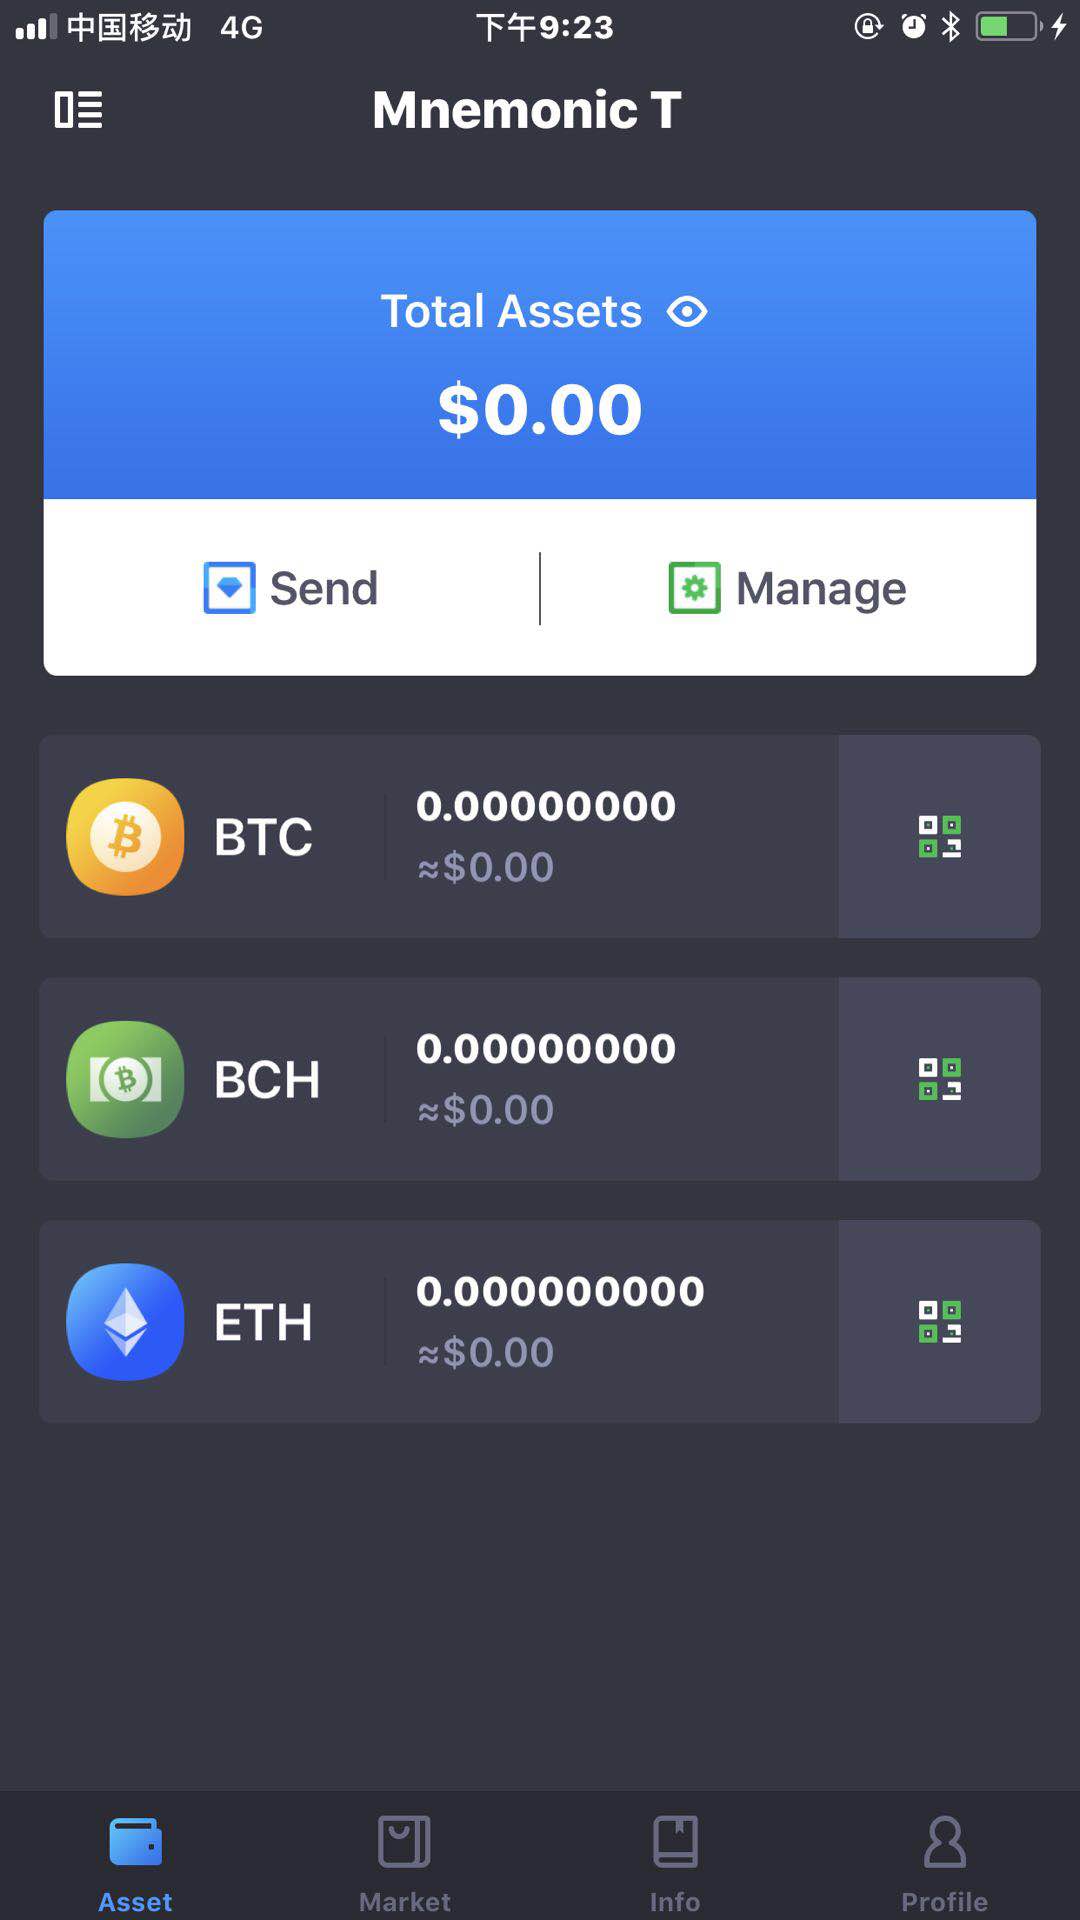 中国移动 4G 下午9:23
Mnemonic T
Total Assets
$0.00
Send Manage
BTC 0.00000000
≈$0.00
BCH 0.00000000
≈$0.00
ETH 0.000000000
≈$0.00
Asset Market Info Profile